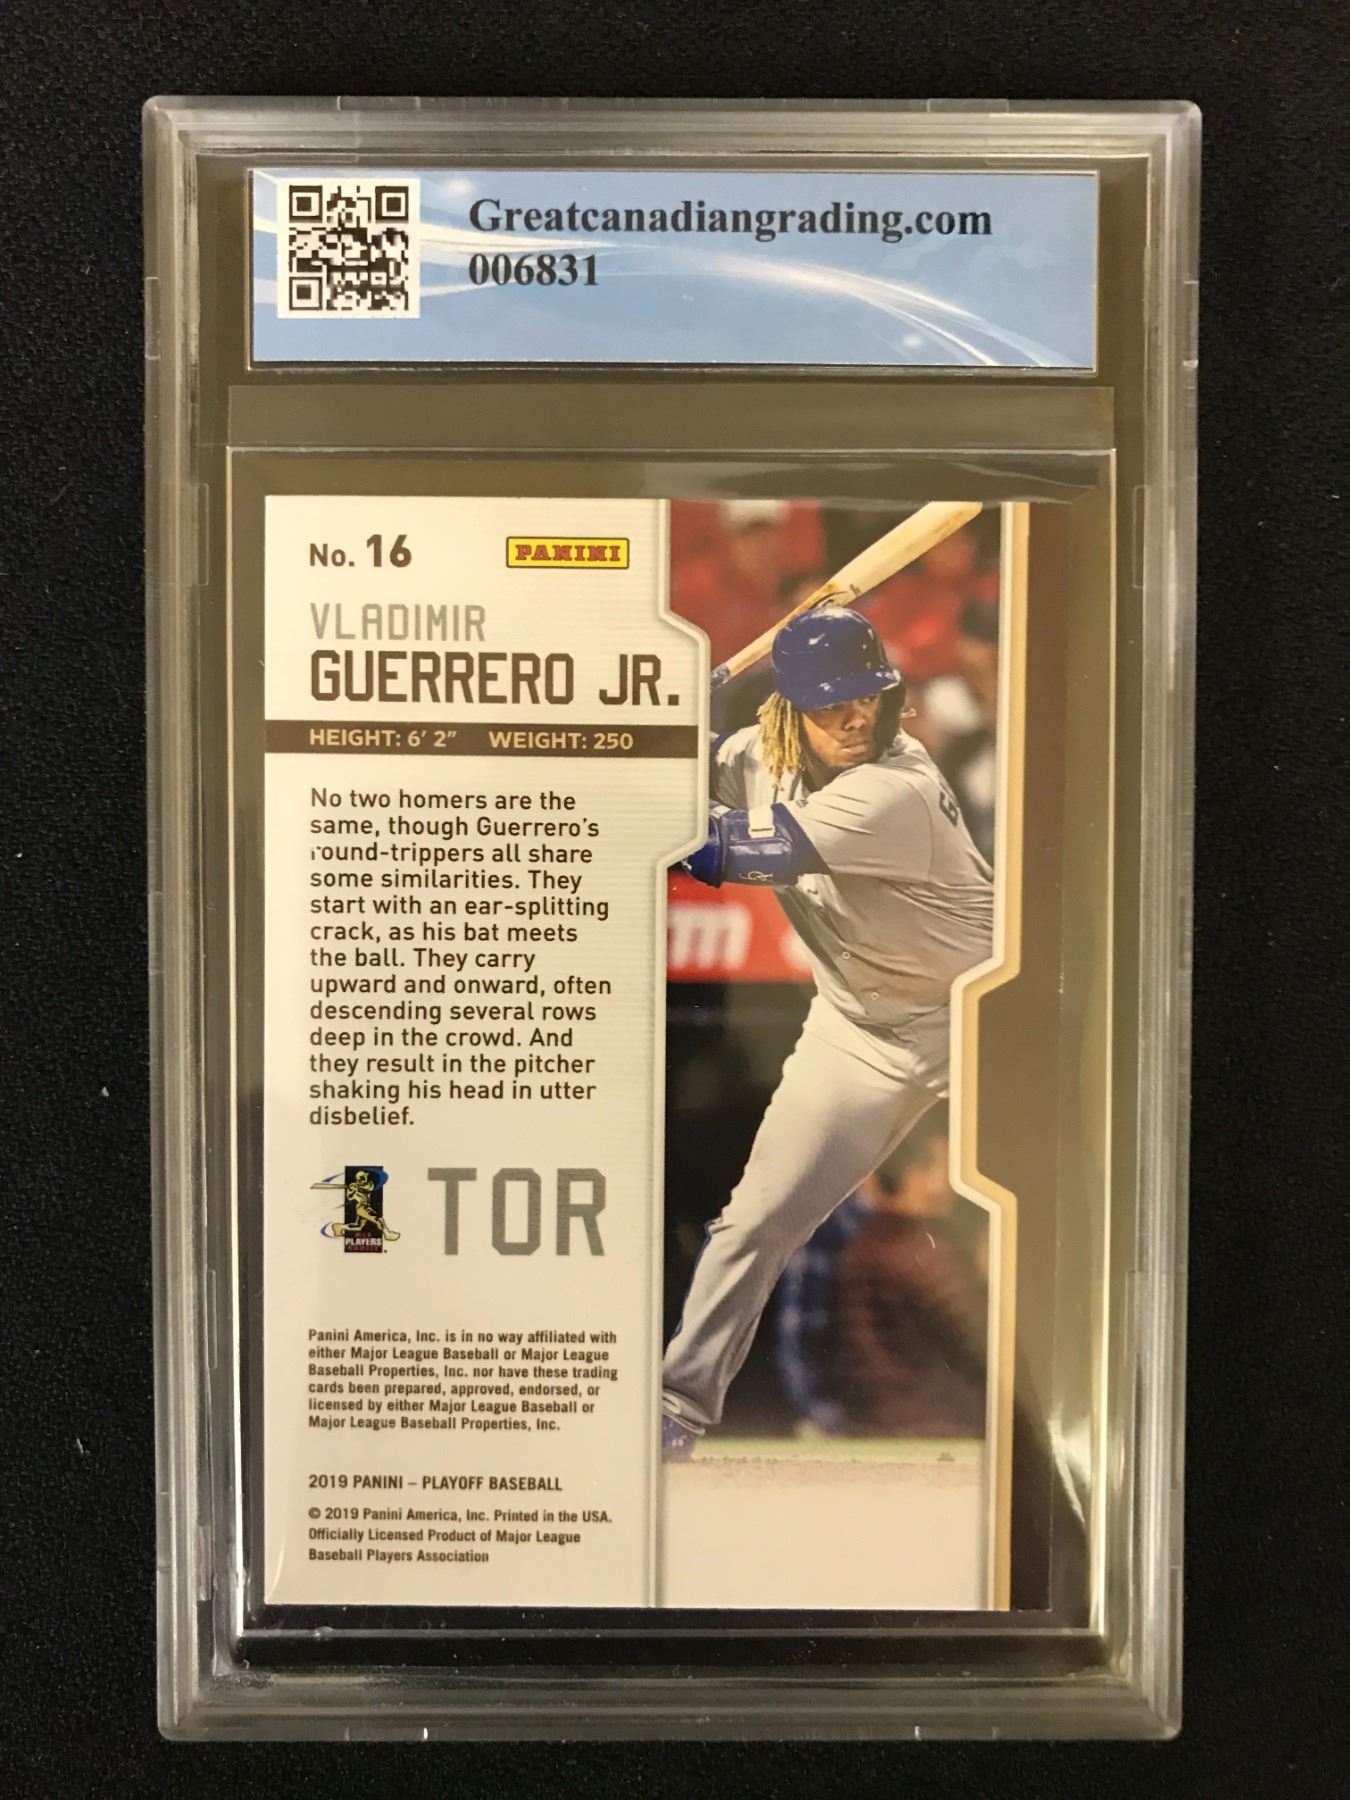 Greatcanadiangrading.com
006831
No. 16
PANINI
VLADIMIR
GUERRERO JR.
HEIGHT: 6' 2" WEIGHT: 250
No two homers are the
same, though Guerrero's
round-trippers all share
some similarities. They
start with an ear-splitting
crack, as his bat meets
the ball. They carry
upward and onward, often
descending several rows
deep in the crowd. And
they result in the pitcher
shaking his head in utter
disbelief.
PLAYERS
TOR
Panini America, Inc. is in no way affiliated with
either Major League Baseball or Major League
Baseball Properties, Inc. nor have these trading
cards been prepared, approved, endorsed, or
licensed by either Major League Baseball or
Major League Baseball Properties, Inc.
2019 PANINI – PLAYOFF BASEBALL
© 2019 Panini America, Inc. Printed in the USA.
Officially Licensed Product of Major League
Baseball Players Association